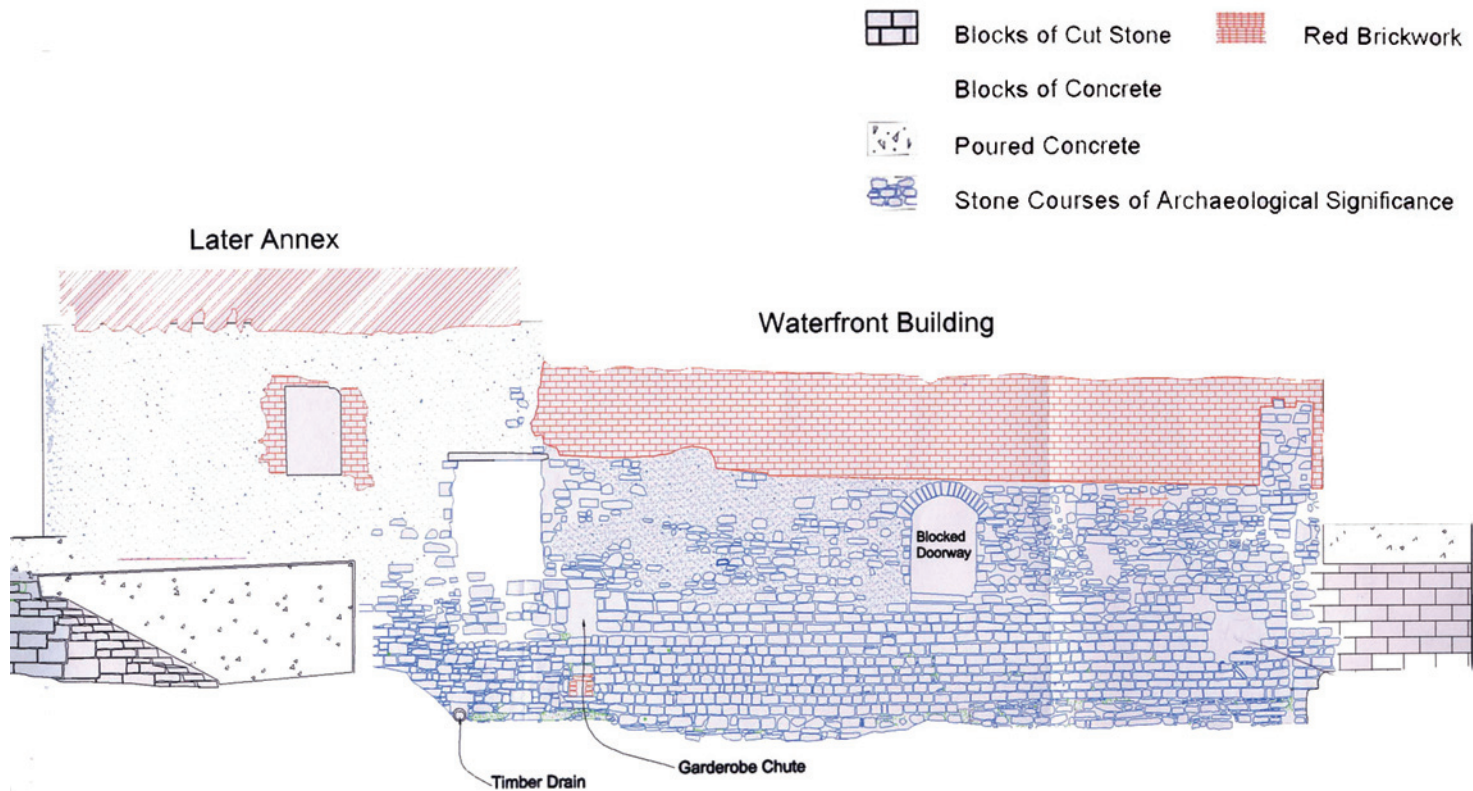 Blocks of Cut Stone
Red Brickwork
Blocks of Concrete
Poured Concrete
Stone Courses of Archaeological Significance
Later Annex
Waterfront Building
Blocked
Doorway
Garderobe Chute
Timber Drain